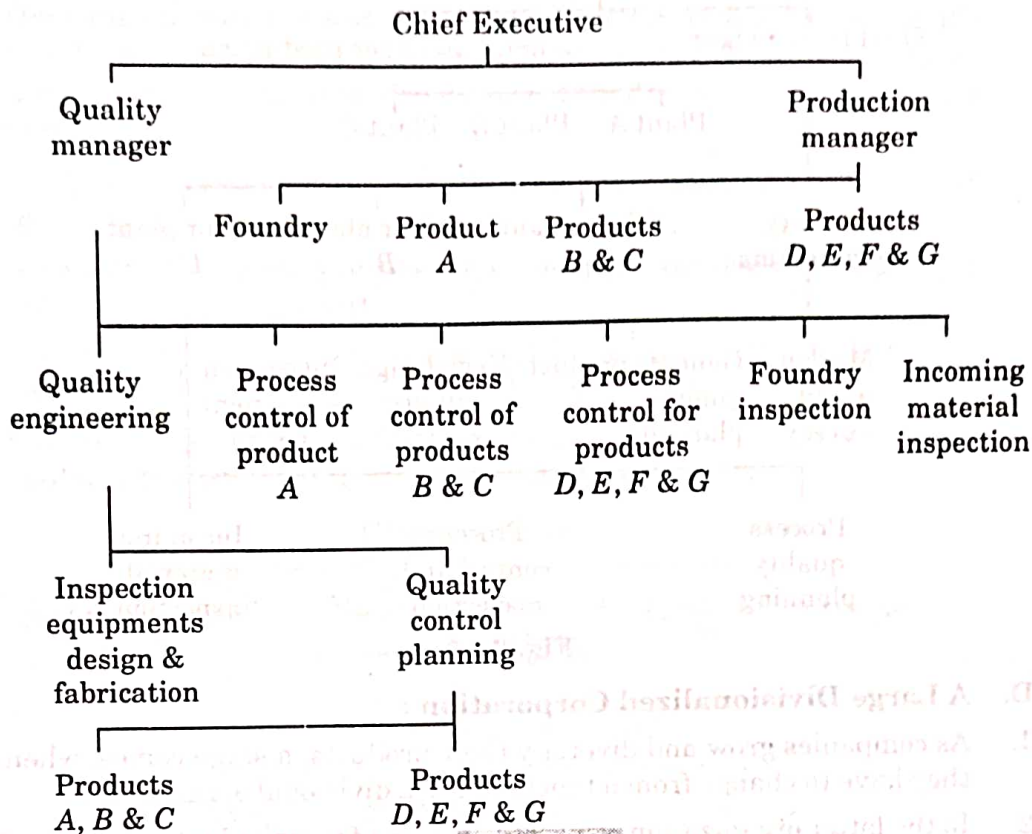 Chief Executive
Quality
manager
Production
manager
Foundry
Product
A
Products
B & C
Products
D, E, F & G
Quality
engineering
Process
control of
product
A
Process
control of
products
B & C
Process
control for
products
D, E, F & G
Foundry
inspection
Incoming
material
inspection
Inspection
equipments
design &
fabrication
Quality
control
planning
Products
A, B & C
Products
D, E, F & G